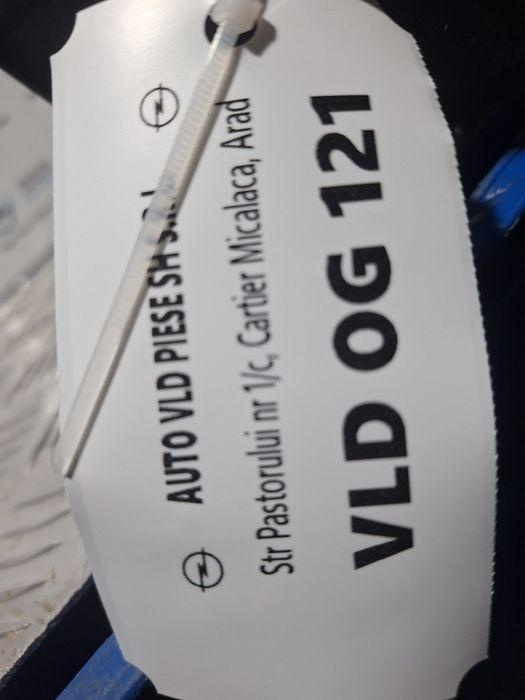 AUTO VLD PIESE SH S.R.L
Str Pastorului nr 1/c, Cartier Micalaca, Arad
VLD OG 121